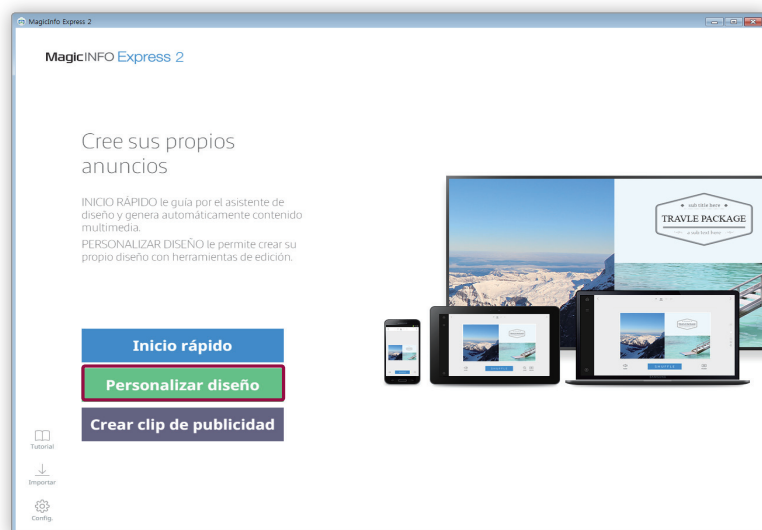 MagicInfo Express 2
MagicINFO Express 2
Cree sus propios
anuncios
INICIO RÁPIDO le guía por el asistente de
diseño y genera automáticamente contenido
multimedia.
PERSONALIZAR DISEÑO le permite crear su
propio diseño con herramientas de edición.
Inicio rápido
Personalizar diseño
Crear clip de publicidad
Tutorial
Importar
Config.
sub title here
TRAVLE PACKAGE
a sub text here